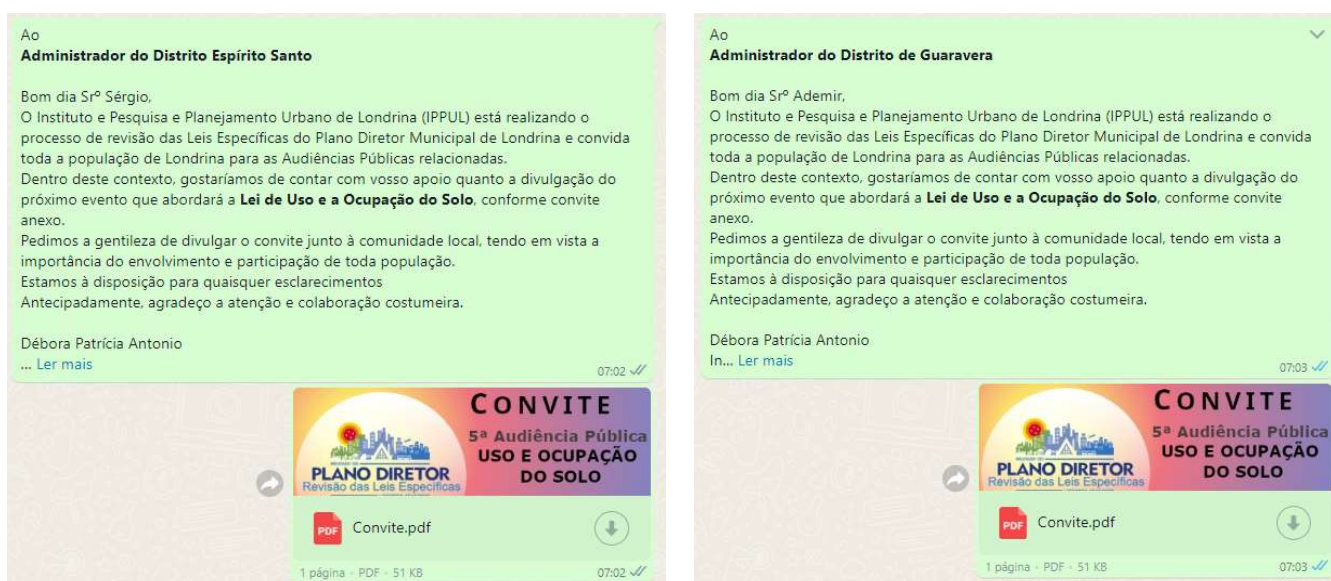 Ao
Administrador do Distrito Espírito Santo
Bom dia Srº Sérgio,
O Instituto e Pesquisa e Planejamento Urbano de Londrina (IPPUL) está realizando o
processo de revisão das Leis Específicas do Plano Diretor Municipal de Londrina e convida
toda a população de Londrina para as Audiências Públicas relacionadas.
Dentro deste contexto, gostaríamos de contar com vosso apoio quanto a divulgação do
próximo evento que abordará a Lei de Uso e a Ocupação do Solo, conforme convite
anexo.
Pedimos a gentileza de divulgar o convite junto à comunidade local, tendo em vista a
importância do envolvimento e participação de toda população.
Estamos à disposição para quaisquer esclarecimentos
Antecipadamente, agradeço a atenção e colaboração costumeira.
Débora Patrícia Antonio
... Ler mais
07:02
CONVITE
5ª Audiência Pública
USO E OCUPAÇÃO
DO SOLO
PLANO DIRETOR
Revisão das Leis Específicas
PDF
Convite.pdf
1 página - PDF - 51 KB
07:02
Ao
Administrador do Distrito de Guaravera
Bom dia Srº Ademir,
O Instituto e Pesquisa e Planejamento Urbano de Londrina (IPPUL) está realizando o
processo de revisão das Leis Específicas do Plano Diretor Municipal de Londrina e convida
toda a população de Londrina para as Audiências Públicas relacionadas.
Dentro deste contexto, gostaríamos de contar com vosso apoio quanto a divulgação do
próximo evento que abordará a Lei de Uso e a Ocupação do Solo, conforme convite
anexo.
Pedimos a gentileza de divulgar o convite junto à comunidade local, tendo em vista a
importância do envolvimento e participação de toda população.
Estamos à disposição para quaisquer esclarecimentos
Antecipadamente, agradeço a atenção e colaboração costumeira.
Débora Patrícia Antonio
In... Ler mais
07:03
CONVITE
5ª Audiência Pública
USO E OCUPAÇÃO
DO SOLO
PLANO DIRETOR
Revisão das Leis Específicas
PDF
Convite.pdf
1 página - PDF - 51 KB
07:03